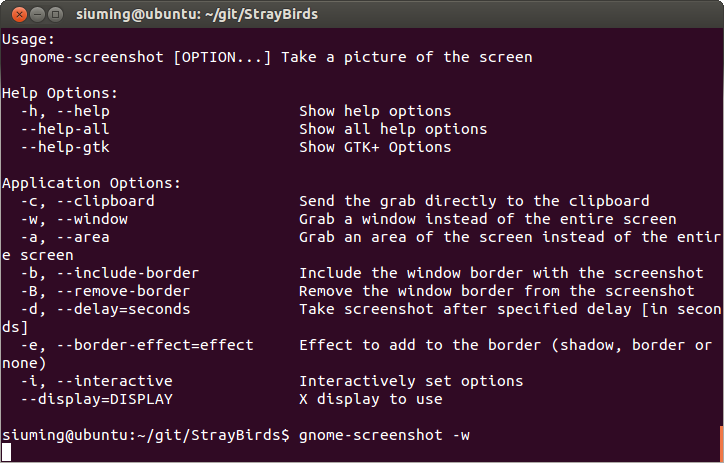 siuming@ubuntu: ~/git/StrayBirds
Usage:
  gnome-screenshot [OPTION...] Take a picture of the screen

Help Options:
  -h, --help                     Show help options
  --help-all                     Show all help options
  --help-gtk                     Show GTK+ Options

Application Options:
  -c, --clipboard                Send the grab directly to the clipboard
  -w, --window                   Grab a window instead of the entire screen
  -a, --area                     Grab an area of the screen instead of the entir
e screen
  -b, --include-border           Include the window border with the screenshot
  -B, --remove-border            Remove the window border from the screenshot
  -d, --delay=seconds            Take screenshot after specified delay [in secon
ds]
  -e, --border-effect=effect     Effect to add to the border (shadow, border or
none)
  -i, --interactive              Interactively set options
  --display=DISPLAY              X display to use

siuming@ubuntu:~/git/StrayBirds$ gnome-screenshot -w